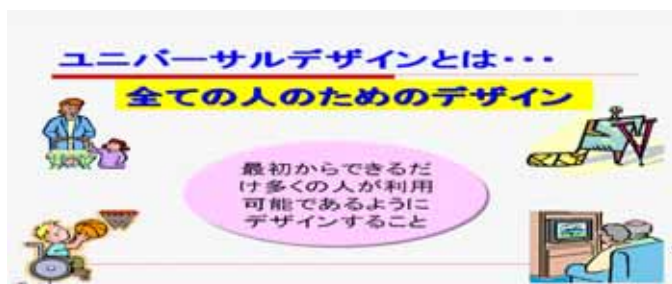 ユニバーサルデザインとは・・・
全ての人のためのデザイン
最初からできるだ
け多くの人が利用
可能であるように
デザインすること